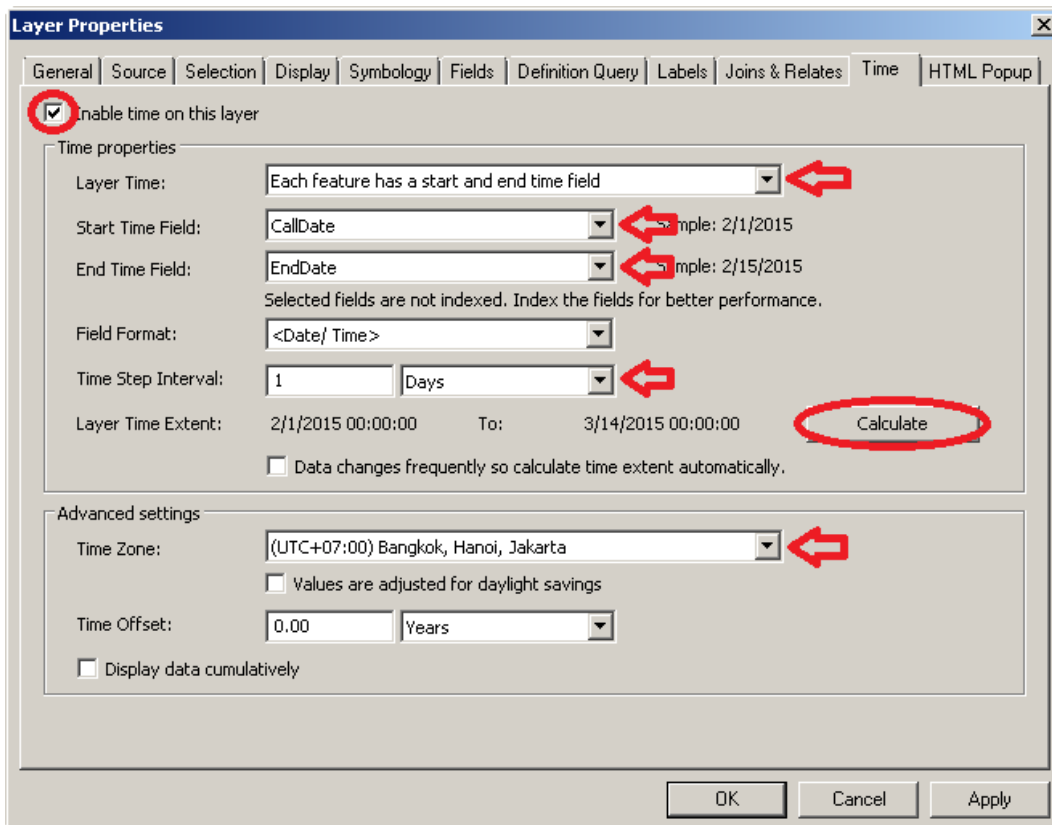 Layer Properties
General Source Selection Display Symbology Fields Definition Query Labels Joins & Relates Time HTML Popup
Enable time on this layer
Time properties
Layer Time: Each feature has a start and end time field
Start Time Field: CallDate Sample: 2/1/2015
End Time Field: EndDate Sample: 2/15/2015
Selected fields are not indexed. Index the fields for better performance.
Field Format: <Date/ Time>
Time Step Interval: 1 Days
Layer Time Extent: 2/1/2015 00:00:00 To: 3/14/2015 00:00:00 Calculate
Data changes frequently so calculate time extent automatically.
Advanced settings
Time Zone: (UTC+07:00) Bangkok, Hanoi, Jakarta
Values are adjusted for daylight savings
Time Offset: 0.00 Years
Display data cumulatively
OK Cancel Apply